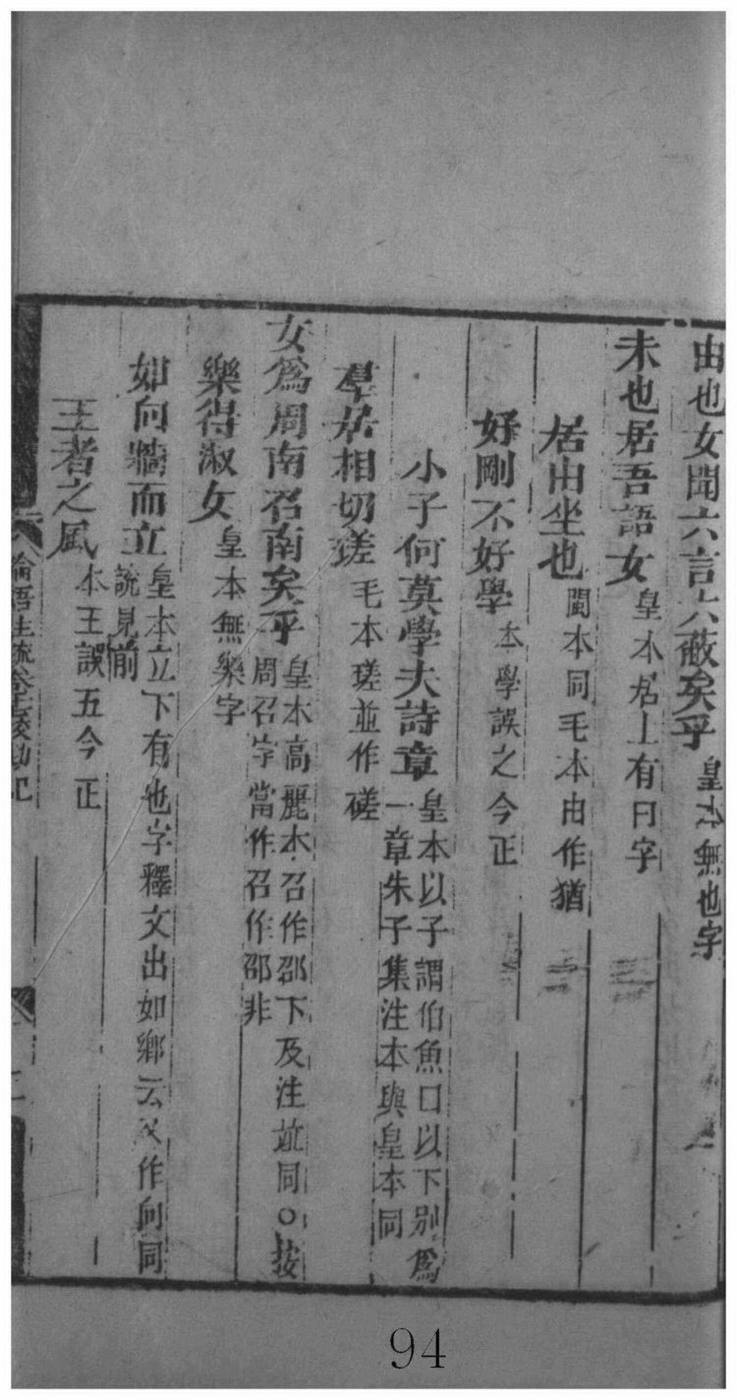 由也女聞六言六蔽矣乎皇本無也字
未也居吾語女皇本居上有曰字
居由坐也閩本同毛本由作猶
好剛不好學本學誤之今正
小子何莫學夫詩章皇本以子謂伯魚曰以下別爲一章朱子集注本與皇本同
羣居相切瑳毛本瑳並作磋
女爲周南召南矣乎皇本高麗本召作邵下及注竝同○按周召字當作召作邵非
樂得淑女皇本無樂字
如向牆而立皇本立下有也字釋文出如鄉云又作向同說見前
王者之風本王誤五今正
論語注疏卷十七校勘記
94